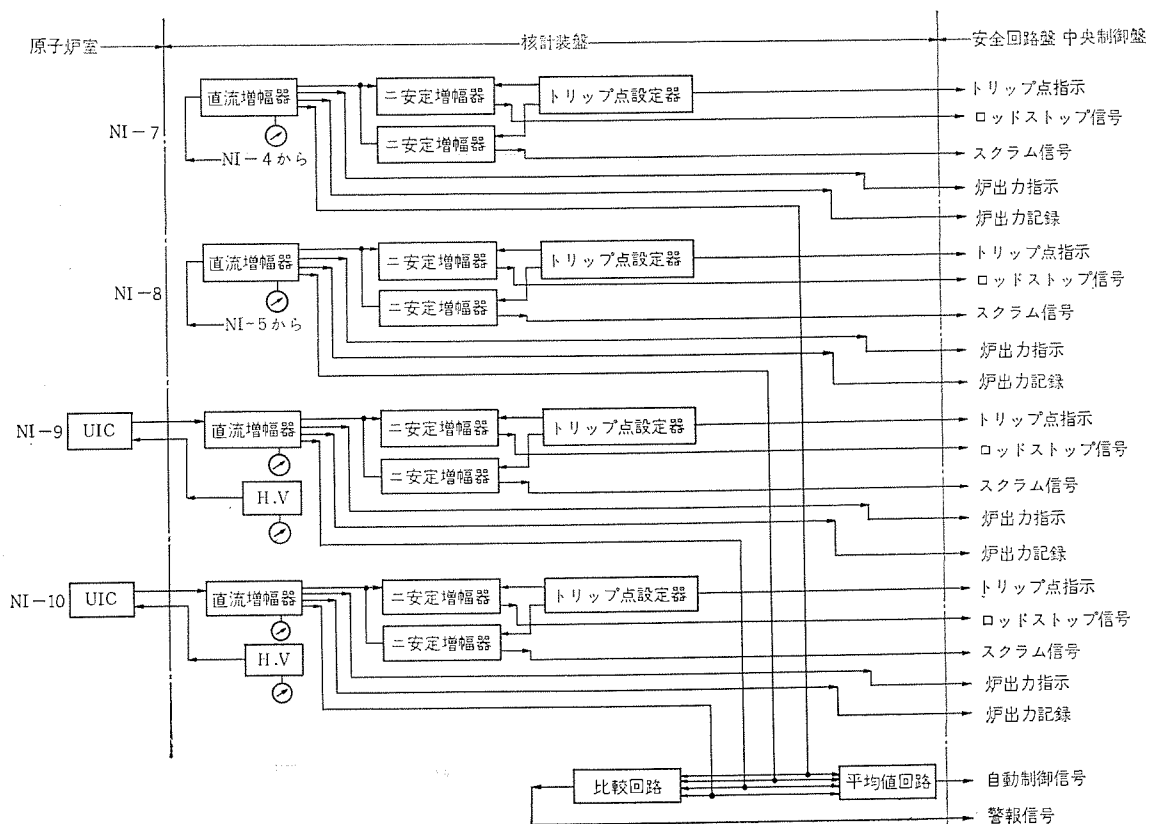 原子炉室 核計装盤 安全回路盤 中央制御盤
直流増幅器 二安定増幅器 トリップ点設定器 トリップ点指示
ロッドストップ信号
NI-7
二安定増幅器 スクラム信号
NI-4から
炉出力指示
炉出力記録
直流増幅器 二安定増幅器 トリップ点設定器 トリップ点指示
ロッドストップ信号
NI-8
二安定増幅器 スクラム信号
NI-5から
炉出力指示
炉出力記録
NI-9 UIC 直流増幅器 二安定増幅器 トリップ点設定器 トリップ点指示
ロッドストップ信号
二安定増幅器 スクラム信号
H.V
炉出力指示
炉出力記録
NI-10 UIC 直流増幅器 二安定増幅器 トリップ点設定器 トリップ点指示
ロッドストップ信号
二安定増幅器 スクラム信号
H.V
炉出力指示
炉出力記録
比較回路 平均値回路 自動制御信号
警報信号